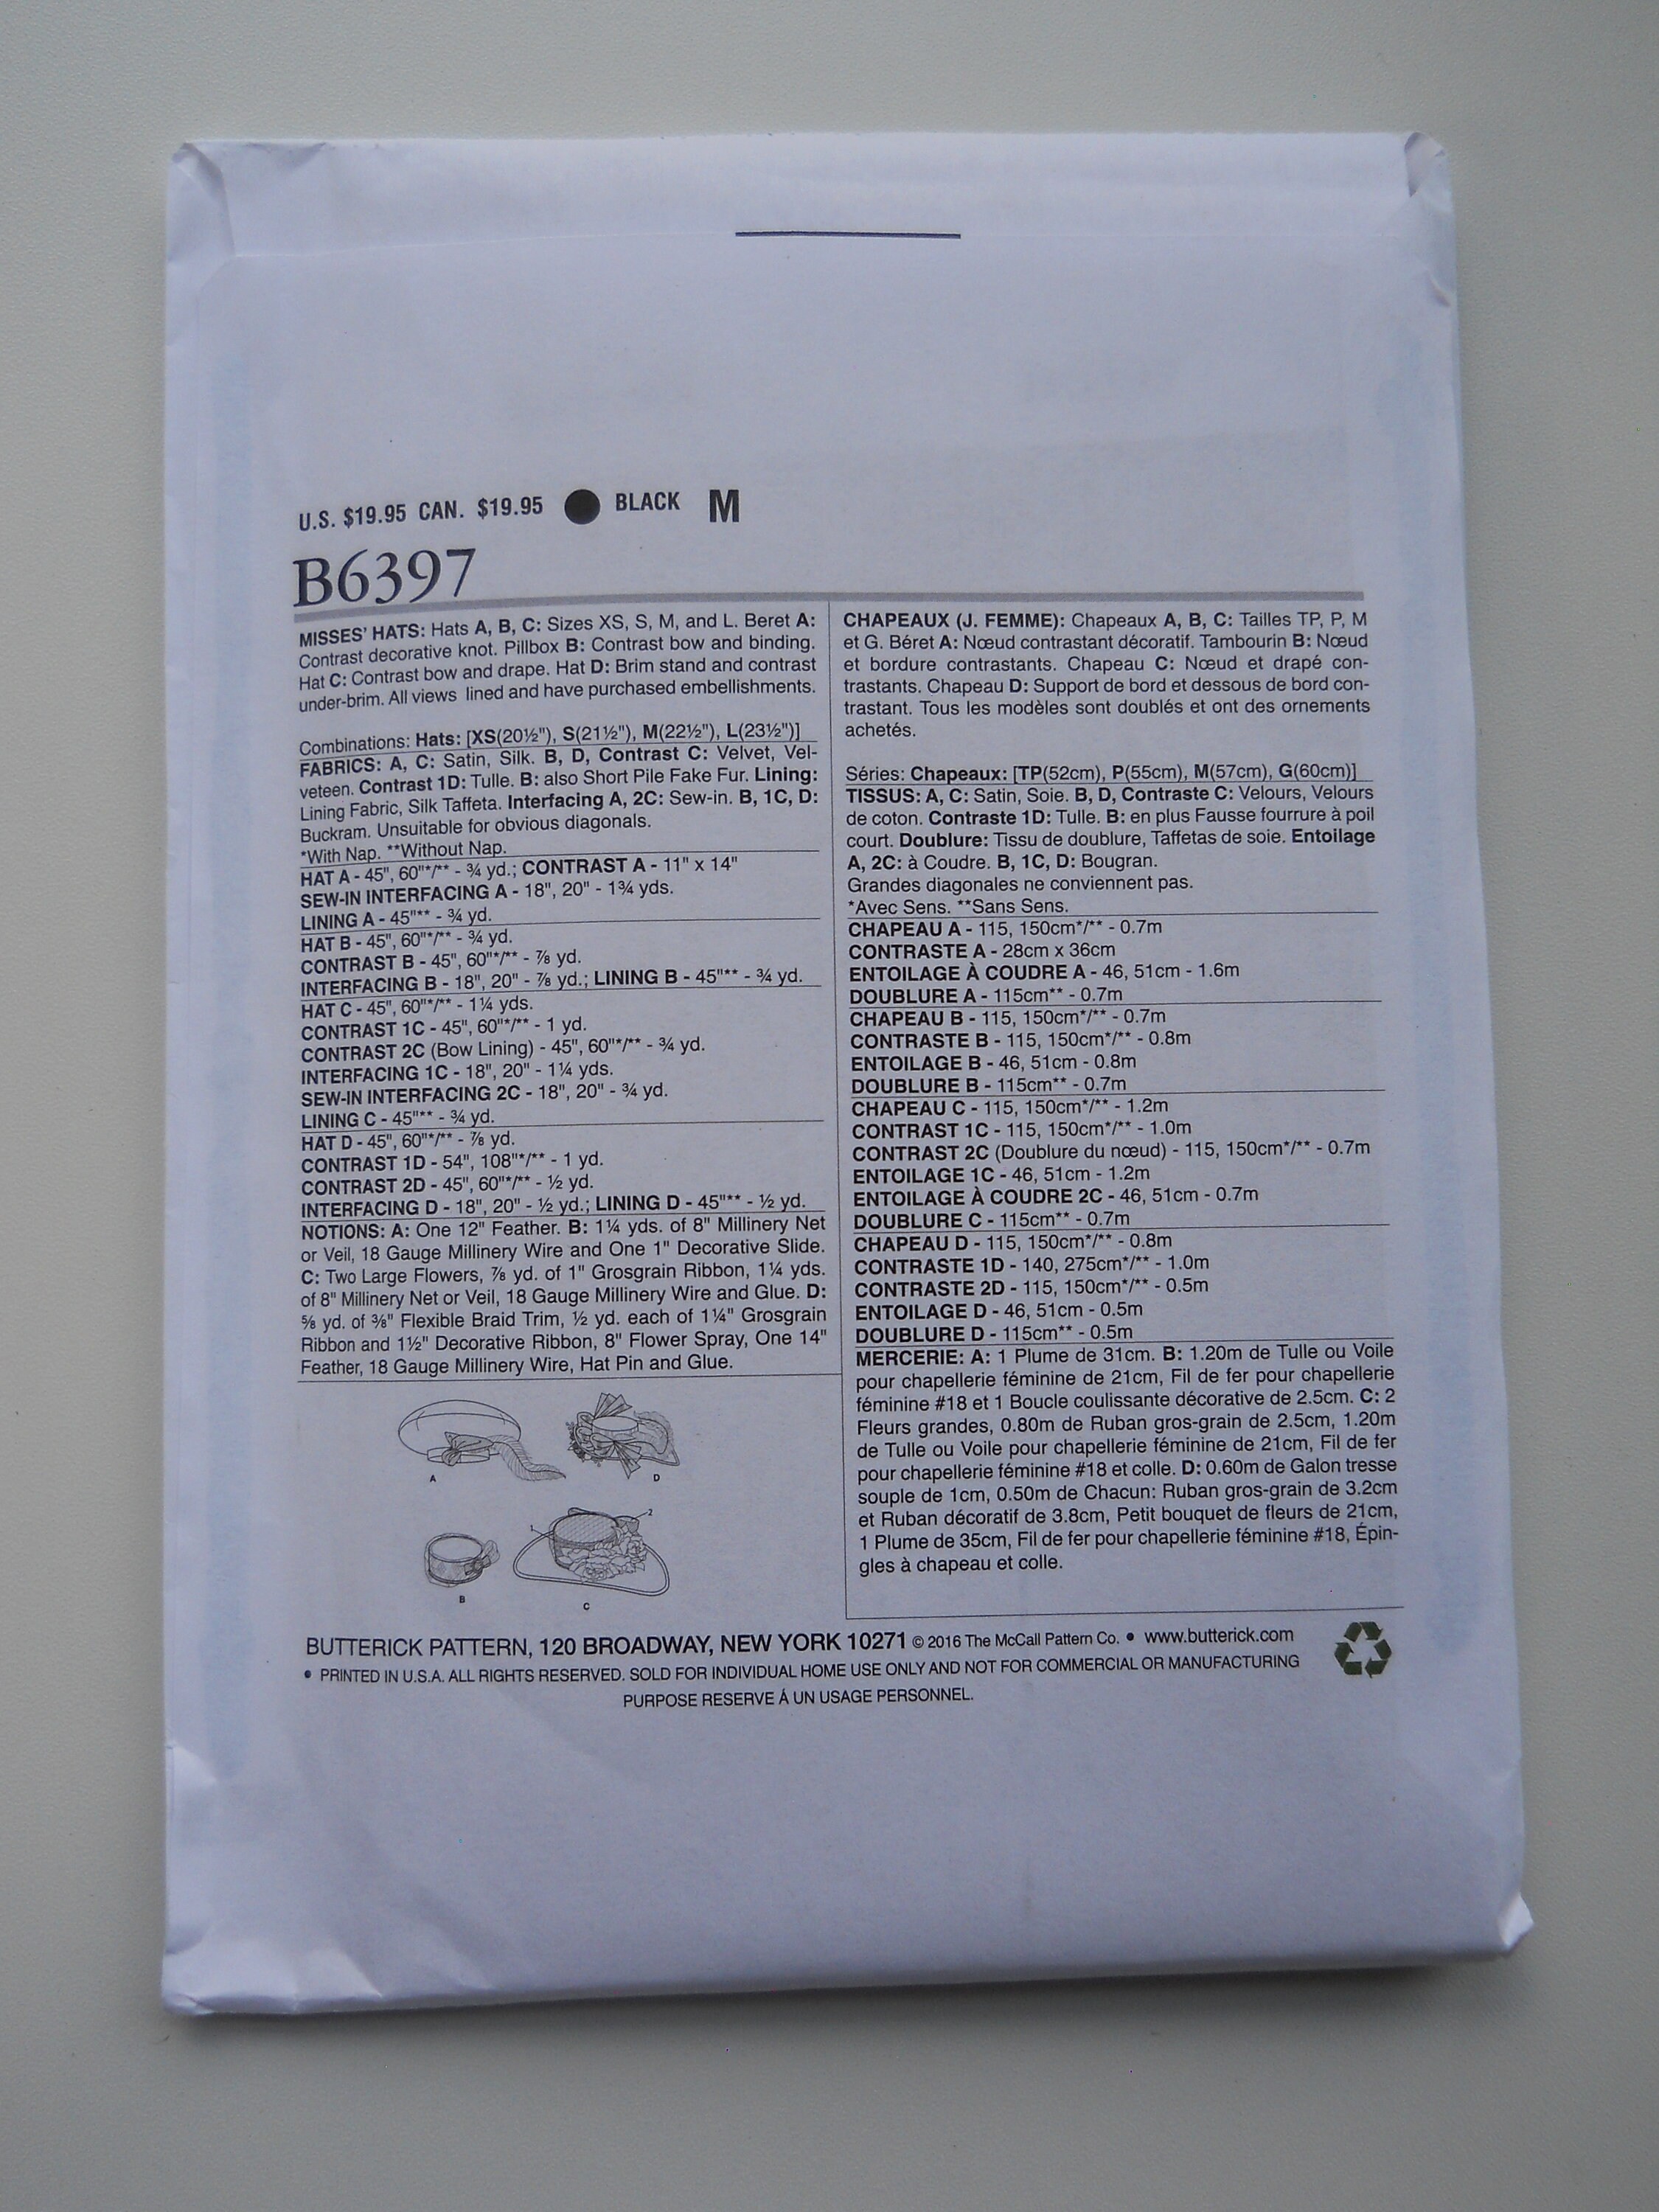 U.S. $19.95 CAN. $19.95 ● BLACK M
B6397
MISSES' HATS: Hats A, B, C: Sizes XS, S, M, and L. Beret A:
Contrast decorative knot. Pillbox B: Contrast bow and binding.
Hat C: Contrast bow and drape. Hat D: Brim stand and contrast
under-brim. All views lined and have purchased embellishments.
Combinations: Hats: [XS(20½"), S(21½"), M(22½"), L(23½")]
FABRICS: A, C: Satin, Silk. B, D, Contrast C: Velvet, Vel-
veteen. Contrast 1D: Tulle. B: also Short Pile Fake Fur. Lining:
Lining Fabric, Silk Taffeta. Interfacing A, 2C: Sew-in. B, 1C, D:
Buckram. Unsuitable for obvious diagonals.
*With Nap. **Without Nap.
HAT A - 45", 60"*/** - ¾ yd.; CONTRAST A - 11" x 14"
SEW-IN INTERFACING A - 18", 20" - 1¾ yds.
LINING A - 45"** - ¾ yd.
HAT B - 45", 60"*/** - ¾ yd.
CONTRAST B - 45", 60"*/** - ⅞ yd.
INTERFACING B - 18", 20" - ⅞ yd.; LINING B - 45"** - ¾ yd.
HAT C - 45", 60"*/** - 1¼ yds.
CONTRAST 1C - 45", 60"*/** - 1 yd.
CONTRAST 2C (Bow Lining) - 45", 60"*/** - ¾ yd.
INTERFACING 1C - 18", 20" - 1¼ yds.
SEW-IN INTERFACING 2C - 18", 20" - ¾ yd.
LINING C - 45"** - ¾ yd.
HAT D - 45", 60"*/** - ⅞ yd.
CONTRAST 1D - 54", 108"*/** - 1 yd.
CONTRAST 2D - 45", 60"*/** - ½ yd.
INTERFACING D - 18", 20" - ½ yd.; LINING D - 45"** - ½ yd.
NOTIONS: A: One 12" Feather. B: 1¼ yds. of 8" Millinery Net
or Veil, 18 Gauge Millinery Wire and One 1" Decorative Slide.
C: Two Large Flowers, ⅞ yd. of 1" Grosgrain Ribbon, 1¼ yds.
of 8" Millinery Net or Veil, 18 Gauge Millinery Wire and Glue. D:
⅝ yd. of ⅜" Flexible Braid Trim, ½ yd. each of 1¼" Grosgrain
Ribbon and 1½" Decorative Ribbon, 8" Flower Spray, One 14"
Feather, 18 Gauge Millinery Wire, Hat Pin and Glue.
A
D
1
2
B
C
CHAPEAUX (J. FEMME): Chapeaux A, B, C: Tailles TP, P, M
et G. Béret A: Nœud contrastant décoratif. Tambourin B: Nœud
et bordure contrastants. Chapeau C: Nœud et drapé con-
trastants. Chapeau D: Support de bord et dessous de bord con-
trastant. Tous les modèles sont doublés et ont des ornements
achetés.
Séries: Chapeaux: [TP(52cm), P(55cm), M(57cm), G(60cm)]
TISSUS: A, C: Satin, Soie. B, D, Contraste C: Velours, Velours
de coton. Contraste 1D: Tulle. B: en plus Fausse fourrure à poil
court. Doublure: Tissu de doublure, Taffetas de soie. Entoilage
A, 2C: à Coudre. B, 1C, D: Bougran.
Grandes diagonales ne conviennent pas.
*Avec Sens. **Sans Sens.
CHAPEAU A - 115, 150cm*/** - 0.7m
CONTRASTE A - 28cm x 36cm
ENTOILAGE À COUDRE A - 46, 51cm - 1.6m
DOUBLURE A - 115cm** - 0.7m
CHAPEAU B - 115, 150cm*/** - 0.7m
CONTRASTE B - 115, 150cm*/** - 0.8m
ENTOILAGE B - 46, 51cm - 0.8m
DOUBLURE B - 115cm** - 0.7m
CHAPEAU C - 115, 150cm*/** - 1.2m
CONTRAST 1C - 115, 150cm*/** - 1.0m
CONTRAST 2C (Doublure du nœud) - 115, 150cm*/** - 0.7m
ENTOILAGE 1C - 46, 51cm - 1.2m
ENTOILAGE À COUDRE 2C - 46, 51cm - 0.7m
DOUBLURE C - 115cm** - 0.7m
CHAPEAU D - 115, 150cm*/** - 0.8m
CONTRASTE 1D - 140, 275cm*/** - 1.0m
CONTRASTE 2D - 115, 150cm*/** - 0.5m
ENTOILAGE D - 46, 51cm - 0.5m
DOUBLURE D - 115cm** - 0.5m
MERCERIE: A: 1 Plume de 31cm. B: 1.20m de Tulle ou Voile
pour chapellerie féminine de 21cm, Fil de fer pour chapellerie
féminine #18 et 1 Boucle coulissante décorative de 2.5cm. C: 2
Fleurs grandes, 0.80m de Ruban gros-grain de 2.5cm, 1.20m
de Tulle ou Voile pour chapellerie féminine de 21cm, Fil de fer
pour chapellerie féminine #18 et colle. D: 0.60m de Galon tresse
souple de 1cm, 0.50m de Chacun: Ruban gros-grain de 3.2cm
et Ruban décoratif de 3.8cm, Petit bouquet de fleurs de 21cm,
1 Plume de 35cm, Fil de fer pour chapellerie féminine #18, Épin-
gles à chapeau et colle.
BUTTERICK PATTERN, 120 BROADWAY, NEW YORK 10271 © 2016 The McCall Pattern Co. • www.butterick.com
• PRINTED IN U.S.A. ALL RIGHTS RESERVED. SOLD FOR INDIVIDUAL HOME USE ONLY AND NOT FOR COMMERCIAL OR MANUFACTURING
PURPOSE RESERVE Á UN USAGE PERSONNEL.